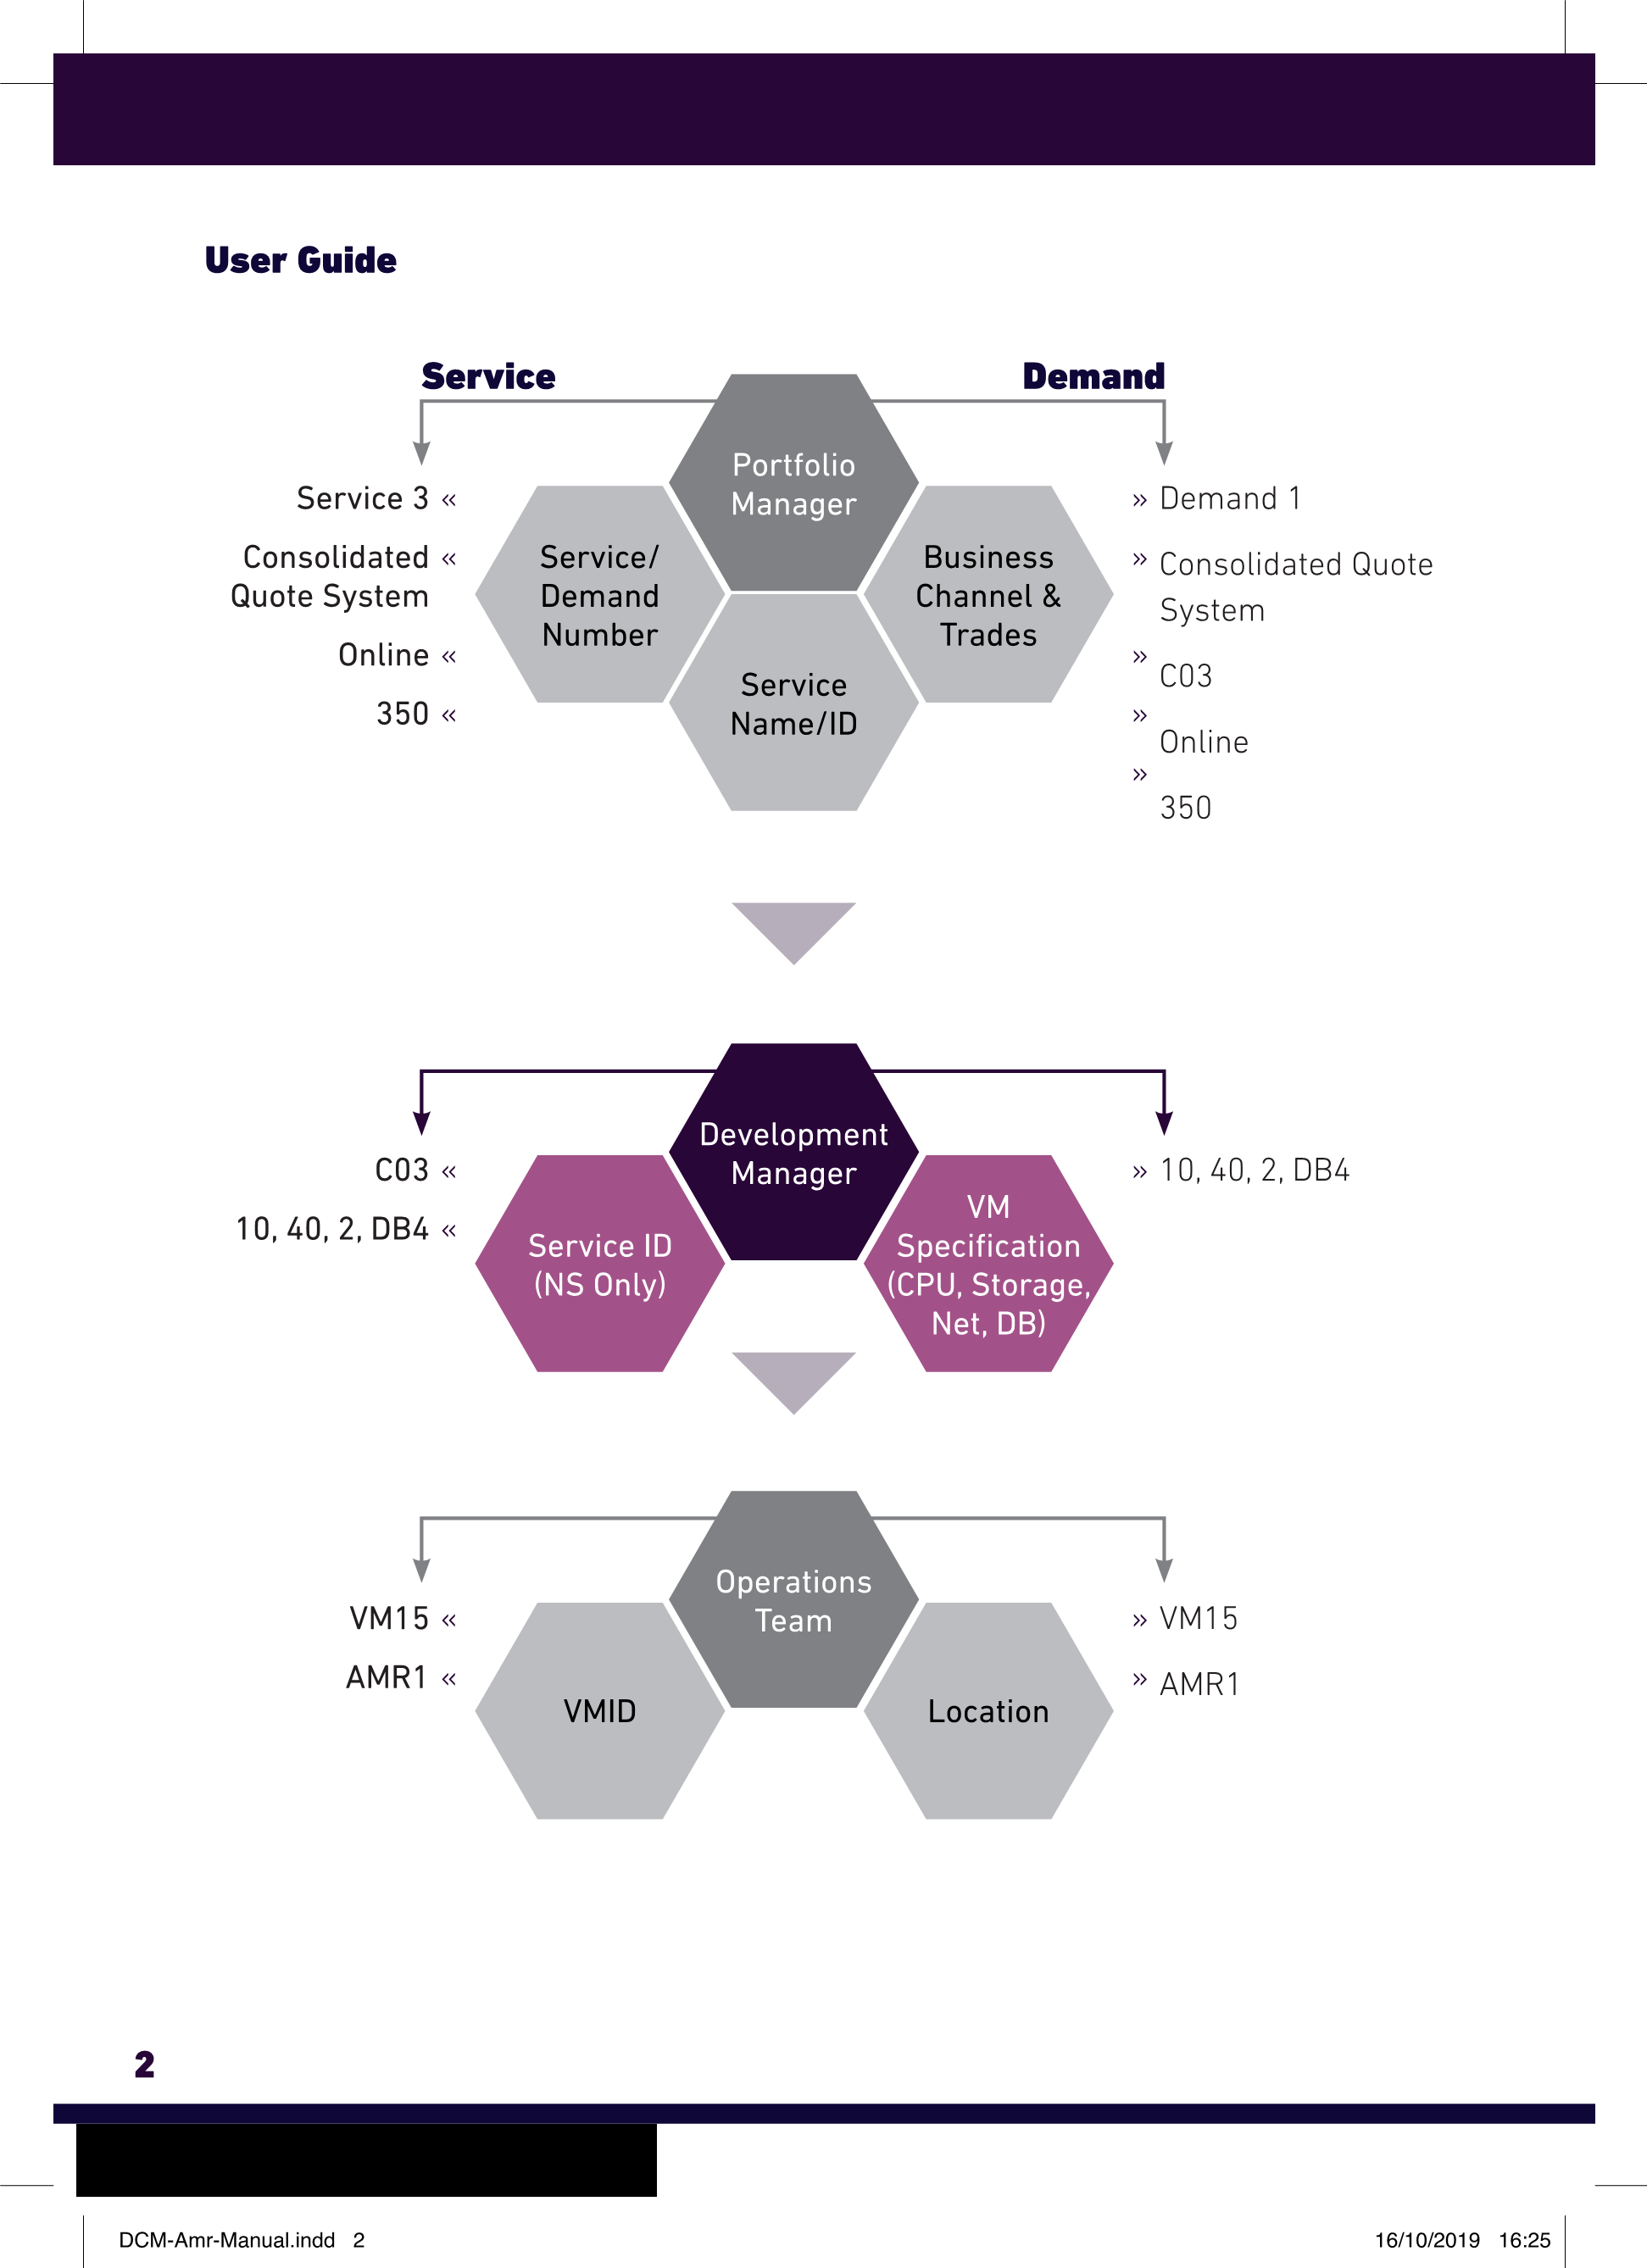 User Guide
Service
Demand
Portfolio
Manager
Service 3 «
Consolidated «
Quote System
Online «
350 «
Service/
Demand
Number
Service
Name/ID
Business
Channel &
Trades
» Demand 1
» Consolidated Quote
System
» C03
» Online
» 350
Development
Manager
C03 «
10, 40, 2, DB4 «
Service ID
(NS Only)
VM
Specification
(CPU, Storage,
Net, DB)
» 10, 40, 2, DB4
Operations
Team
VM15 «
AMR1 «
VMID
Location
» VM15
» AMR1
2
DCM-Amr-Manual.indd 2
16/10/2019 16:25